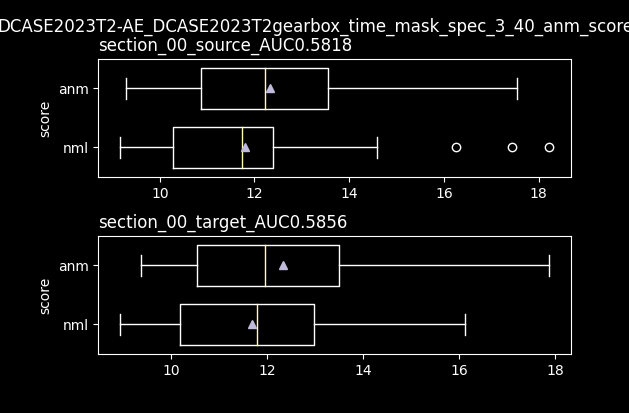 DCASE2023T2-AE_DCASE2023T2gearbox_time_mask_spec_3_40_anm_score
section_00_source_AUC0.5818
anm
nml
score
10 12 14 16 18
section_00_target_AUC0.5856
anm
nml
score
10 12 14 16 18